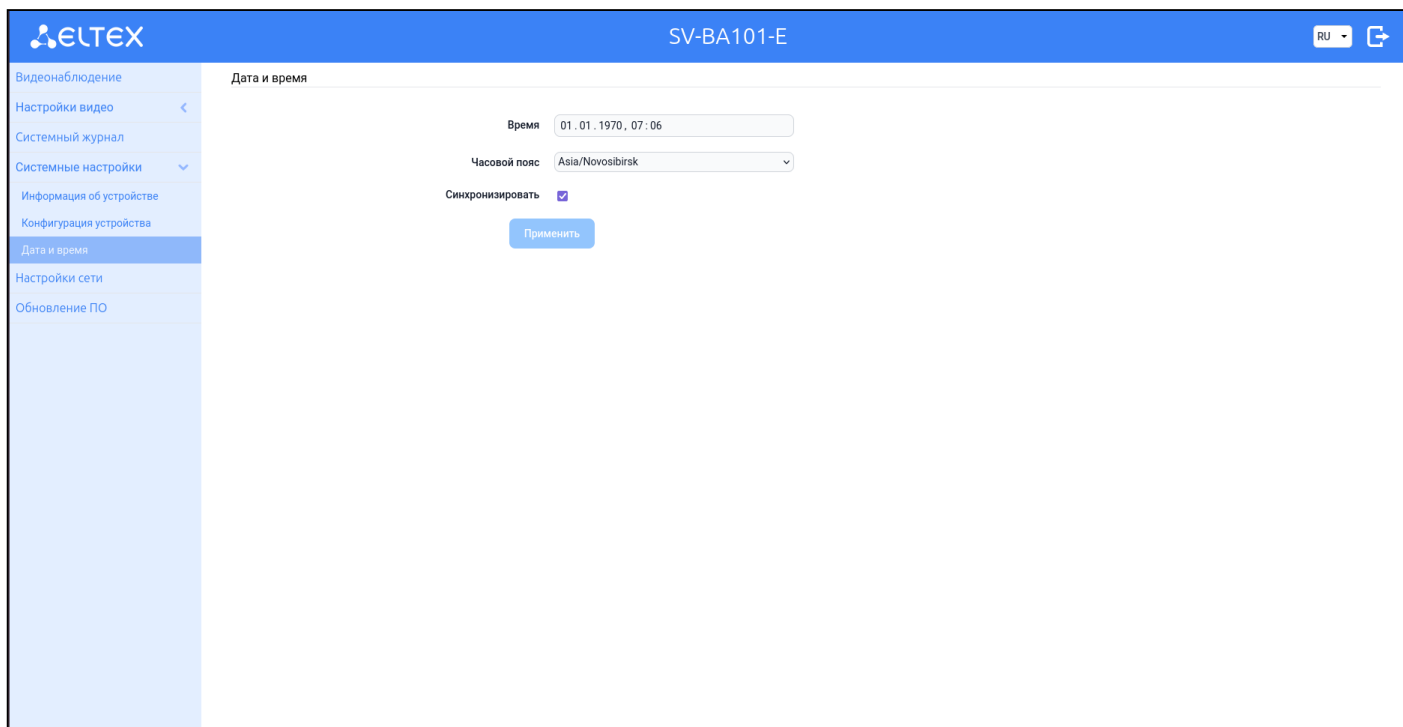 ELTEX
SV-BA101-E
RU
Видеонаблюдение
Настройки видео
Системный журнал
Системные настройки
Информация об устройстве
Конфигурация устройства
Дата и время
Настройки сети
Обновление ПО
Дата и время
Время 01.01.1970, 07:06
Часовой пояс Asia/Novosibirsk
Синхронизировать
Применить